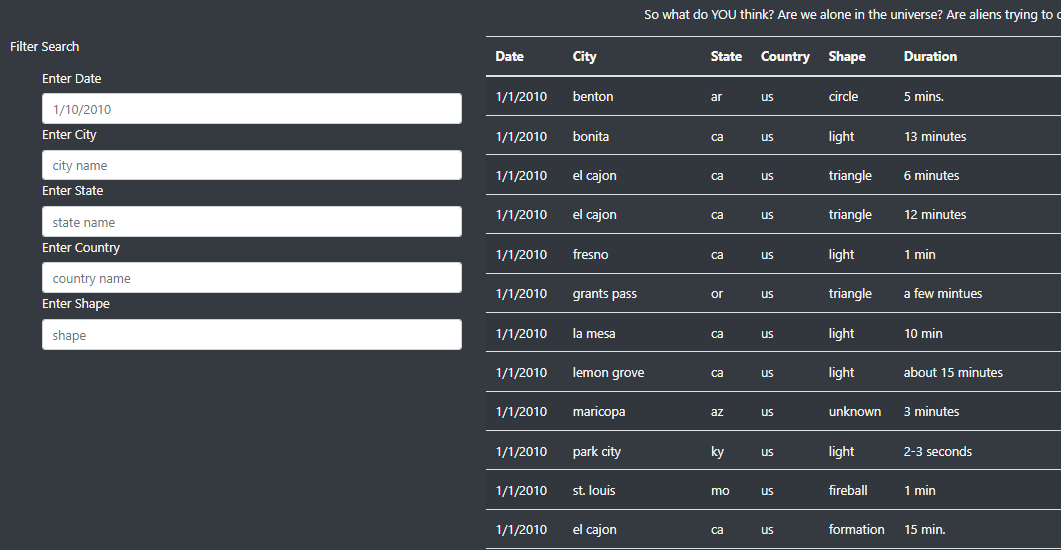 So what do YOU think? Are we alone in the universe? Are aliens trying to
Filter Search
Enter Date
1/10/2010
Enter City
city name
Enter State
state name
Enter Country
country name
Enter Shape
shape
Date City State Country Shape Duration
1/1/2010 benton ar us circle 5 mins.
1/1/2010 bonita ca us light 13 minutes
1/1/2010 el cajon ca us triangle 6 minutes
1/1/2010 el cajon ca us triangle 12 minutes
1/1/2010 fresno ca us light 1 min
1/1/2010 grants pass or us triangle a few mintues
1/1/2010 la mesa ca us light 10 min
1/1/2010 lemon grove ca us light about 15 minutes
1/1/2010 maricopa az us unknown 3 minutes
1/1/2010 park city ky us light 2-3 seconds
1/1/2010 st. louis mo us fireball 1 min
1/1/2010 el cajon ca us formation 15 min.